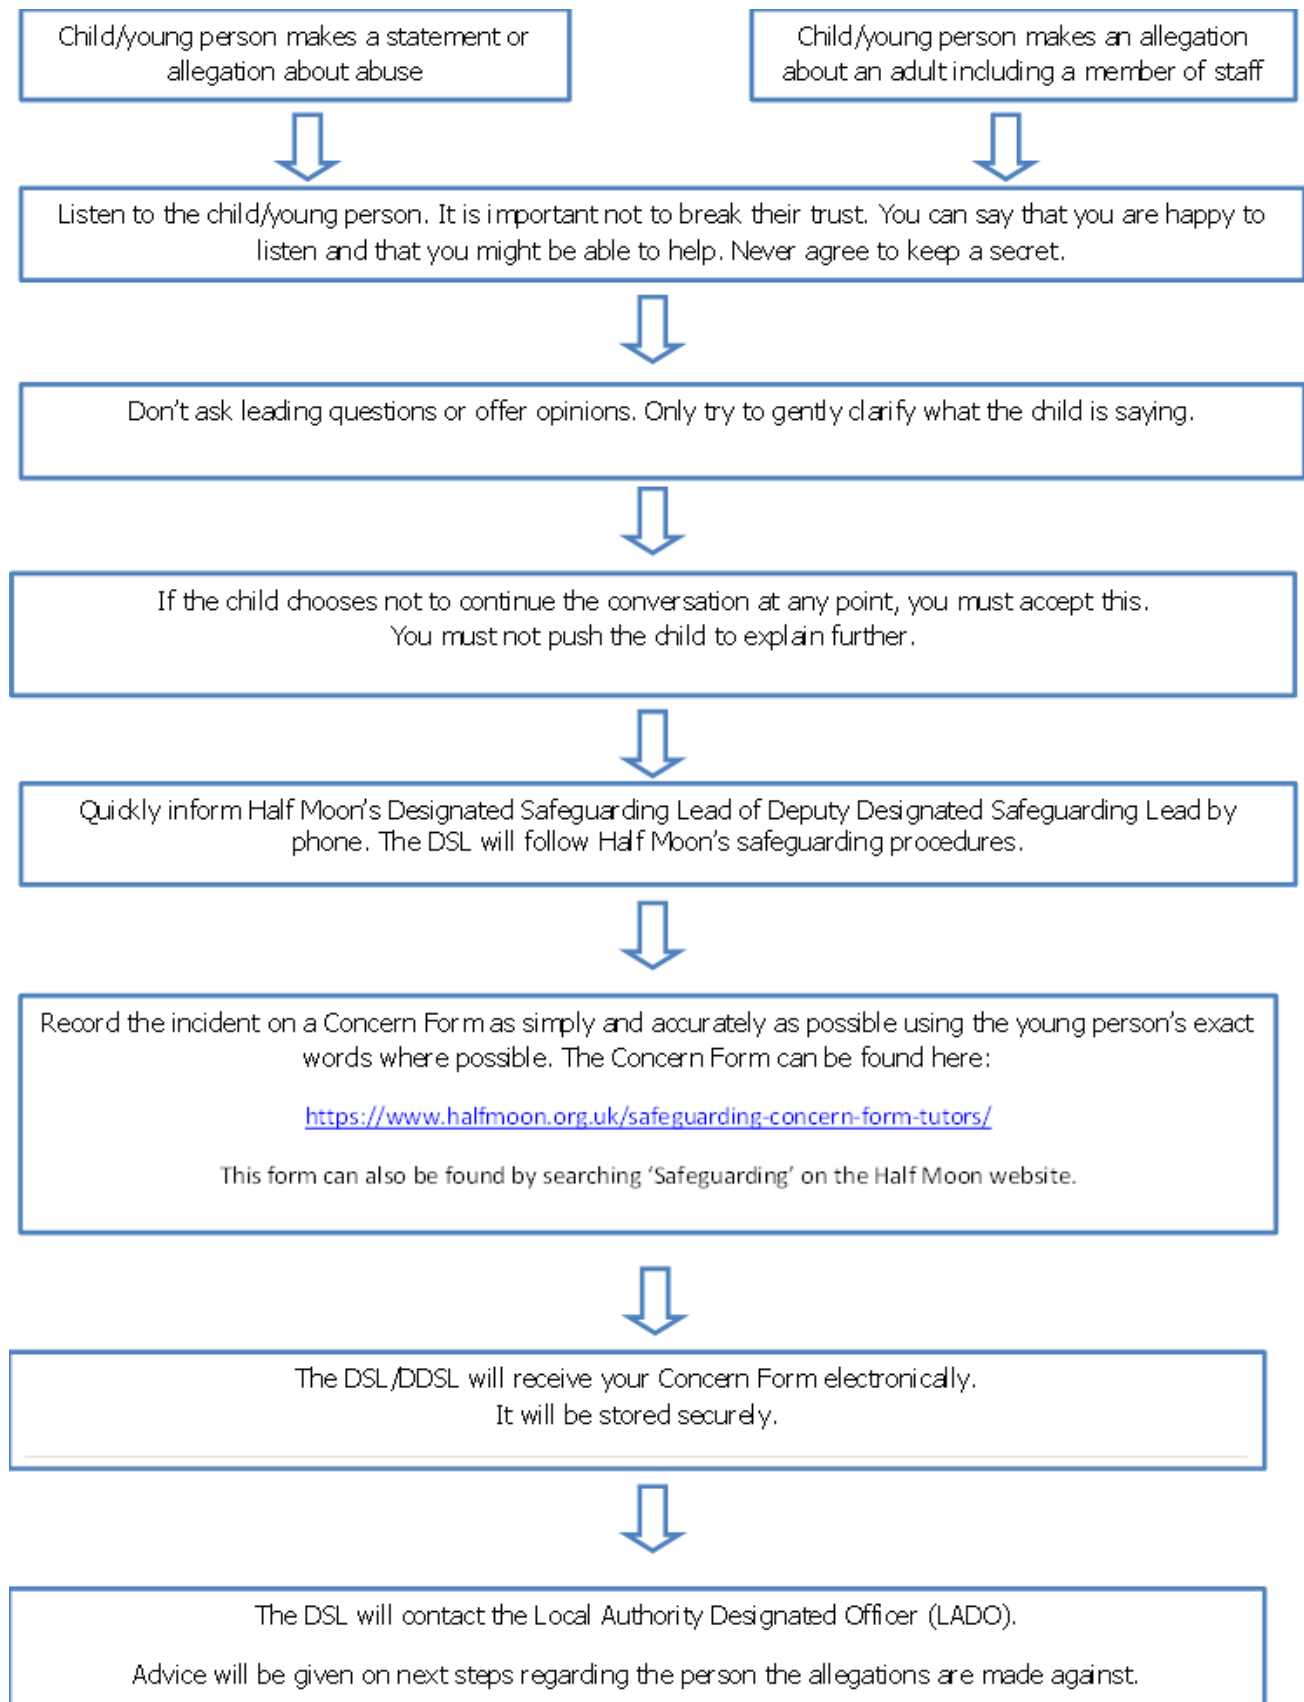 Child/young person makes a statement or
allegation about abuse
Child/young person makes an allegation
about an adult including a member of staff
Listen to the child/young person. It is important not to break their trust. You can say that you are happy to
listen and that you might be able to help. Never agree to keep a secret.
Don't ask leading questions or offer opinions. Only try to gently clarify what the child is saying.
If the child chooses not to continue the conversation at any point, you must accept this.
You must not push the child to explain further.
Quickly inform Half Moon's Designated Safeguarding Lead of Deputy Designated Safeguarding Lead by
phone. The DSL will follow Half Moon's safeguarding procedures.
Record the incident on a Concern Form as simply and accurately as possible using the young person's exact
words where possible. The Concern Form can be found here:
https://www.halfmoon.org.uk/safeguarding-concern-form-tutors/
This form can also be found by searching 'Safeguarding' on the Half Moon website.
The DSL/DDSL will receive your Concern Form electronically.
It will be stored securely.
The DSL will contact the Local Authority Designated Officer (LADO).
Advice will be given on next steps regarding the person the allegations are made against.